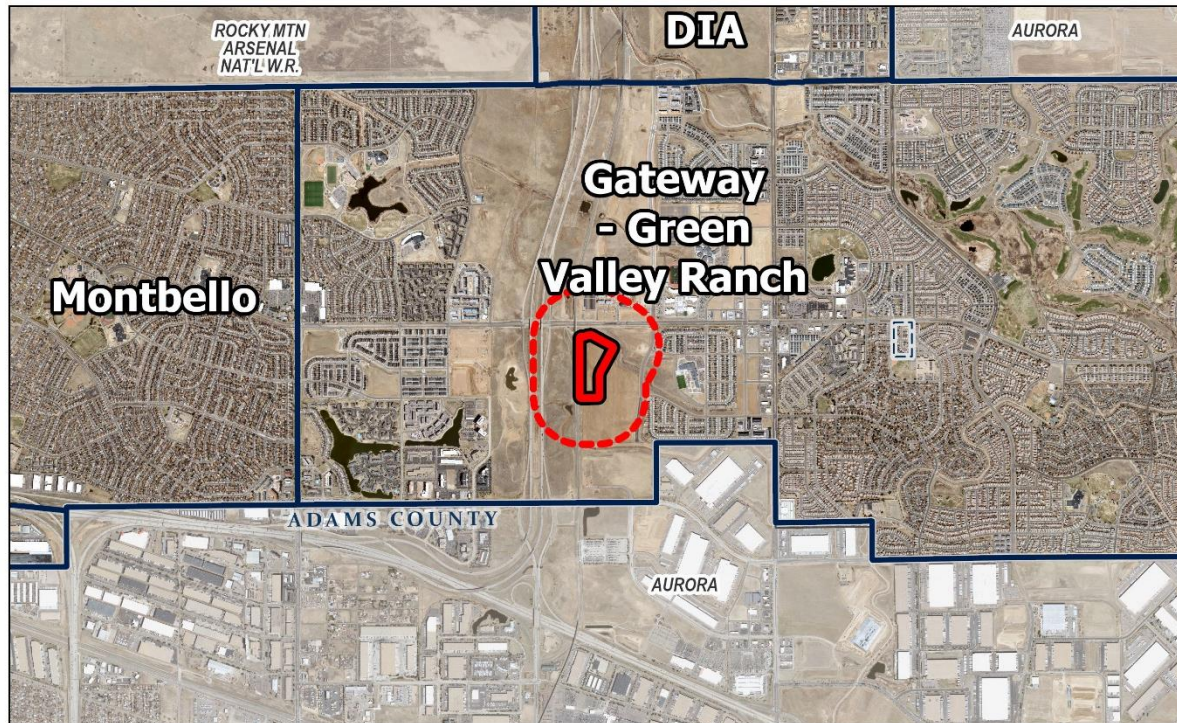 ROCKY MTN
ARSENAL
NAT'L W.R.
DIA
AURORA
Gateway
- Green
Valley Ranch
Montbello
ADAMS COUNTY
AURORA